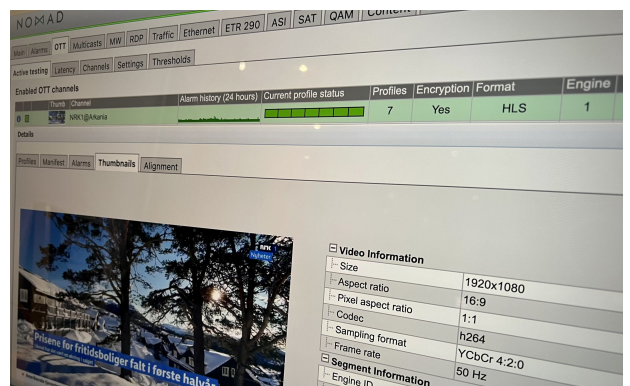 NOMAD
Main Alarms OTT Multicasts MW RDP Traffic Ethernet ETR 290 ASI SAT QAM Content
Active testing Latency Channels Settings Thresholds
Enabled OTT channels
Thumb Channel Alarm history (24 hours) Current profile status Profiles Encryption Format Engine
NRK1@Arkania 7 Yes HLS 1
Details
Profiles Manifest Alarms Thumbnails Alignment
NRK
Nyheter
Prisene for fritidsboliger falt i første halvår
Video Information
Size 1920x1080
Aspect ratio 16:9
Pixel aspect ratio 1:1
Codec h264
Sampling format YCbCr 4:2:0
Frame rate 50 Hz
Segment Information
Engine ID